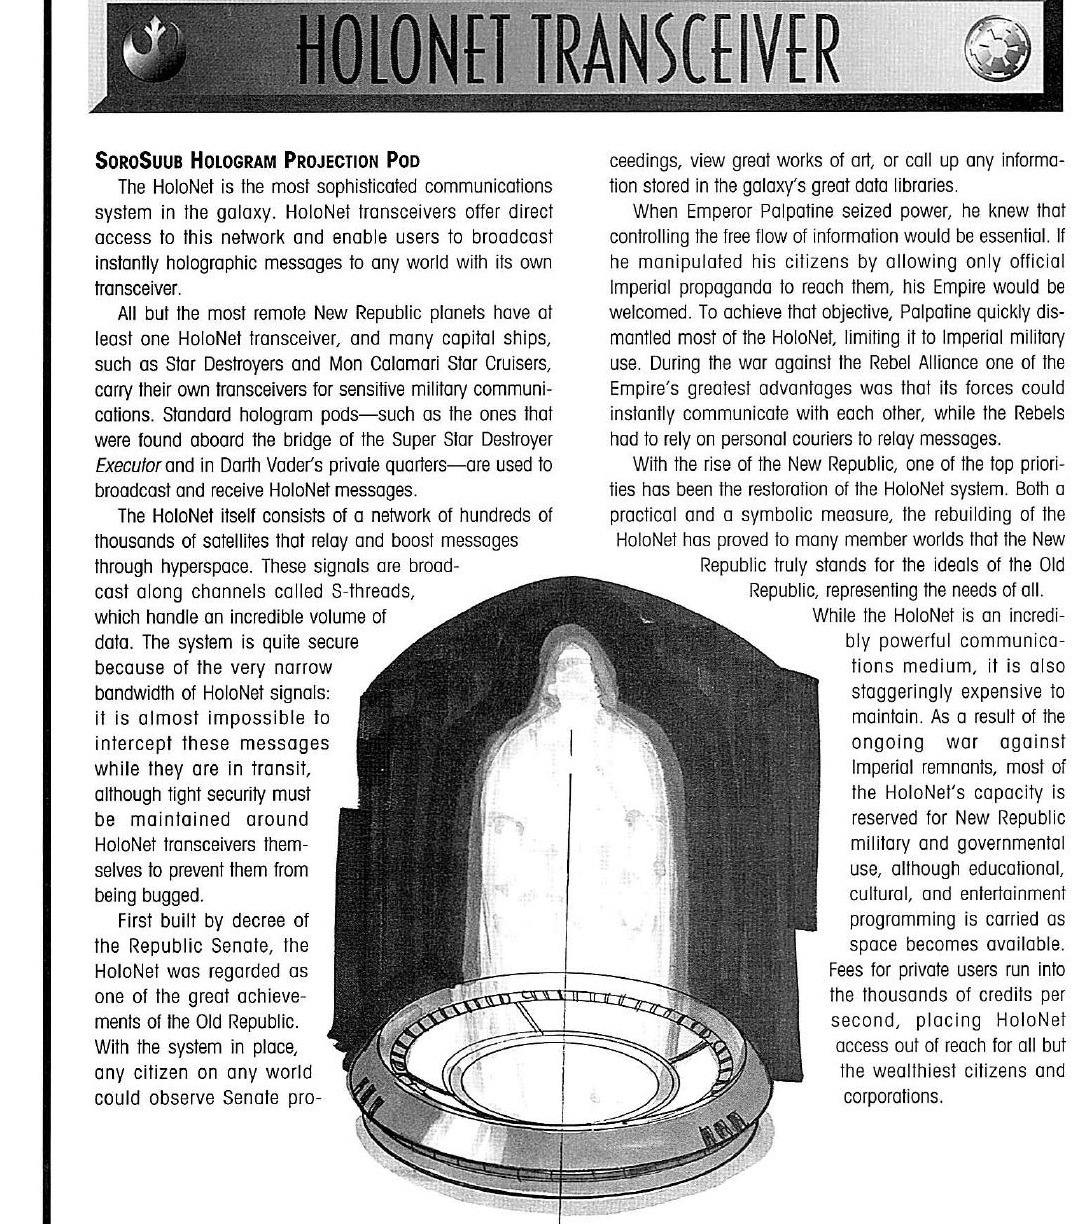 HOLONET TRANSCEIVER
SOROSUUB HOLOGRAM PROJECTION POD
The HoloNet is the most sophisticated communications
system in the galaxy. HoloNet transceivers offer direct
access to this network and enable users to broadcast
instantly holographic messages to any world with its own
transceiver.
All but the most remote New Republic planets have at
least one HoloNet transceiver, and many capital ships,
such as Star Destroyers and Mon Calamari Star Cruisers,
carry their own transceivers for sensitive military communi-
cations. Standard hologram pods—such as the ones that
were found aboard the bridge of the Super Star Destroyer
Executor and in Darth Vader's private quarters—are used to
broadcast and receive HoloNet messages.
The HoloNet itself consists of a network of hundreds of
thousands of satellites that relay and boost messages
through hyperspace. These signals are broad-
cast along channels called S-threads,
which handle an incredible volume of
data. The system is quite secure
because of the very narrow
bandwidth of HoloNet signals:
it is almost impossible to
intercept these messages
while they are in transit,
although tight security must
be maintained around
HoloNet transceivers them-
selves to prevent them from
being bugged.
First built by decree of
the Republic Senate, the
HoloNet was regarded as
one of the great achieve-
ments of the Old Republic.
With the system in place,
any citizen on any world
could observe Senate pro-
ceedings, view great works of art, or call up any informa-
tion stored in the galaxy's great data libraries.
When Emperor Palpatine seized power, he knew that
controlling the free flow of information would be essential. If
he manipulated his citizens by allowing only official
Imperial propaganda to reach them, his Empire would be
welcomed. To achieve that objective, Palpatine quickly dis-
mantled most of the HoloNet, limiting it to Imperial military
use. During the war against the Rebel Alliance one of the
Empire's greatest advantages was that its forces could
instantly communicate with each other, while the Rebels
had to rely on personal couriers to relay messages.
With the rise of the New Republic, one of the top priori-
ties has been the restoration of the HoloNet system. Both a
practical and a symbolic measure, the rebuilding of the
HoloNet has proved to many member worlds that the New
Republic truly stands for the ideals of the Old
Republic, representing the needs of all.
While the HoloNet is an incredi-
bly powerful communica-
tions medium, it is also
staggeringly expensive to
maintain. As a result of the
ongoing war against
Imperial remnants, most of
the HoloNet's capacity is
reserved for New Republic
military and governmental
use, although educational,
cultural, and entertainment
programming is carried as
space becomes available.
Fees for private users run into
the thousands of credits per
second, placing HoloNet
access out of reach for all but
the wealthiest citizens and
corporations.